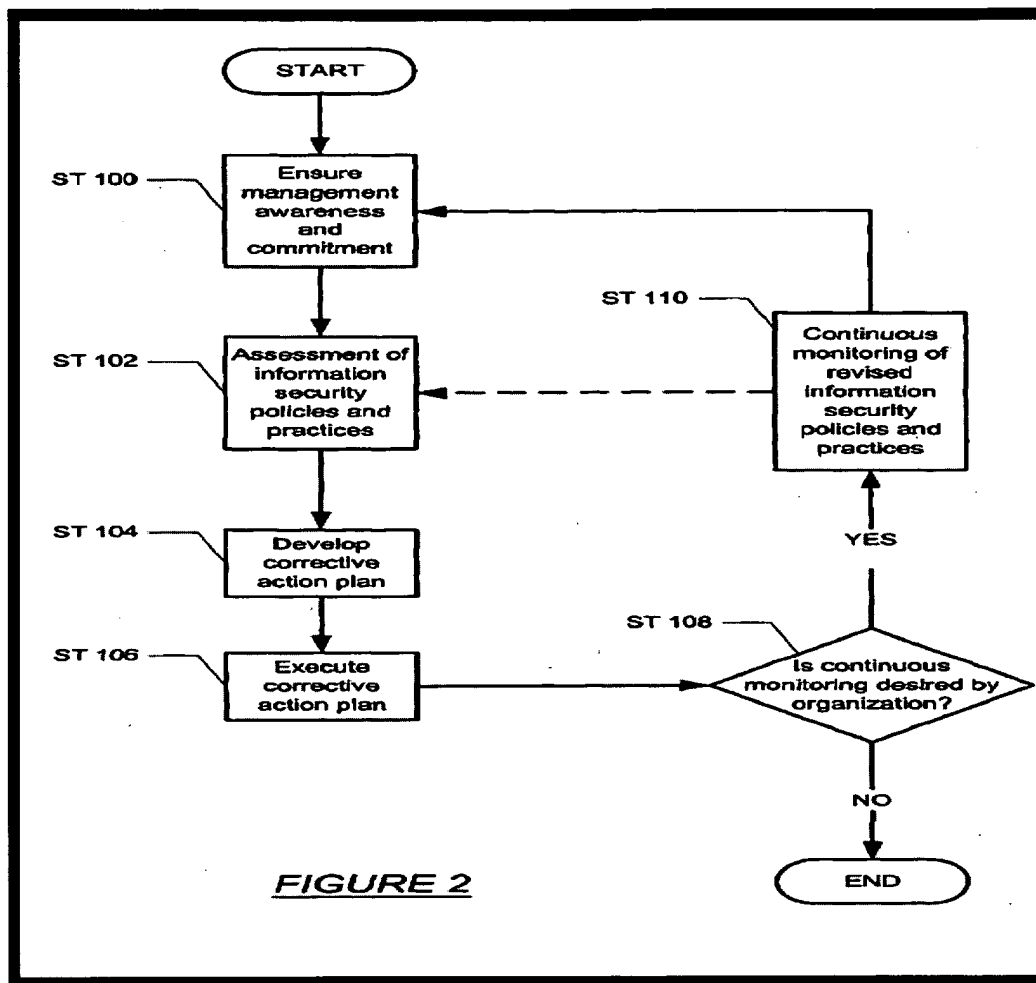 START
ST 100
Ensure
management
awareness
and
commitment
ST 102
Assessment of
information
security
policies and
practices
ST 104
Develop
corrective
action plan
ST 106
Execute
corrective
action plan
ST 110
Continuous
monitoring of
revised
information
security
policies and
practices
YES
ST 108
Is continuous
monitoring desired by
organization?
NO
END
FIGURE 2